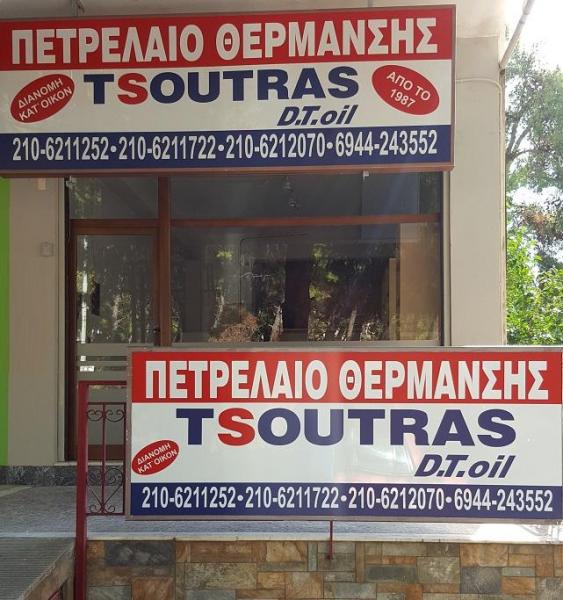 ΠΕΤΡΕΛΑΙΟ ΘΕΡΜΑΝΣΗΣ
ΔΙΑΝΟΜΗ
ΚΑΤ' ΟΙΚΟΝ
TSOUTRAS
ΑΠΟ ΤΟ
1987
D.T.oil
210-6211252·210-6211722·210-6212070·6944-243552
ΠΕΤΡΕΛΑΙΟ ΘΕΡΜΑΝΣΗΣ
TSOUTRAS
ΔΙΑΝΟΜΗ
ΚΑΤ' ΟΙΚΟΝ
D.T.oil
210-6211252·210-6211722·210-6212070·6944-243552